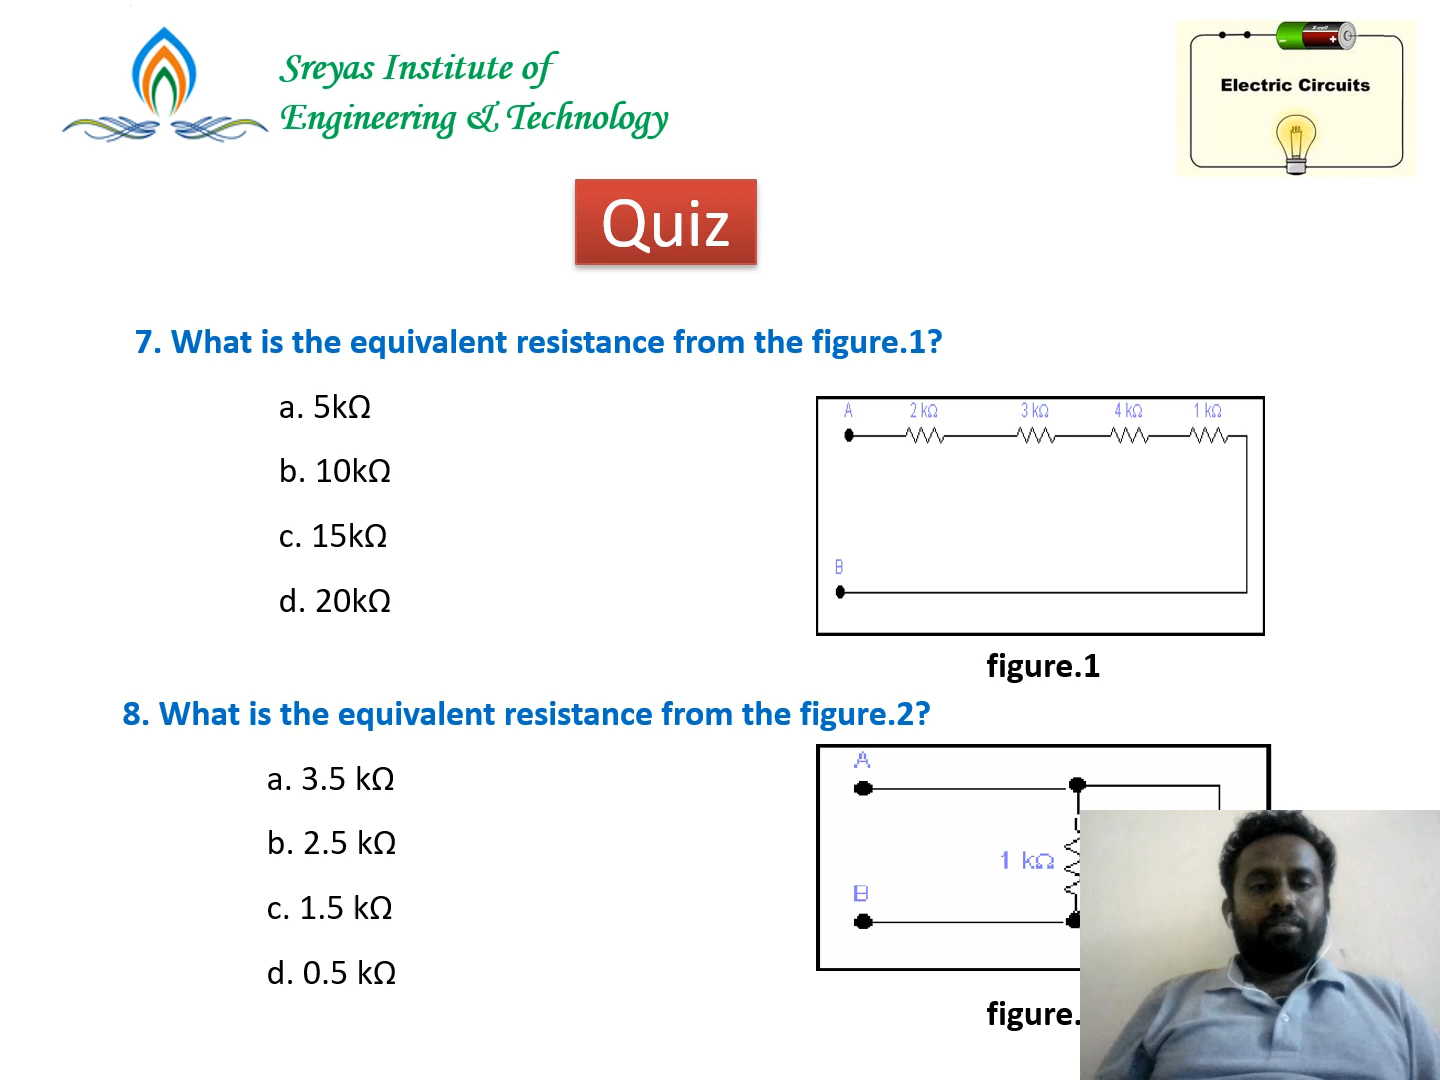 Sreyas Institute of
Engineering & Technology
X-cell
- +
Electric Circuits
Quiz
7. What is the equivalent resistance from the figure.1?
a. 5kΩ
b. 10kΩ
c. 15kΩ
d. 20kΩ
A 2 kΩ 3 kΩ 4 kΩ 1 kΩ
B
figure.1
8. What is the equivalent resistance from the figure.2?
a. 3.5 kΩ
b. 2.5 kΩ
c. 1.5 kΩ
d. 0.5 kΩ
A
1 kΩ
B
figure.